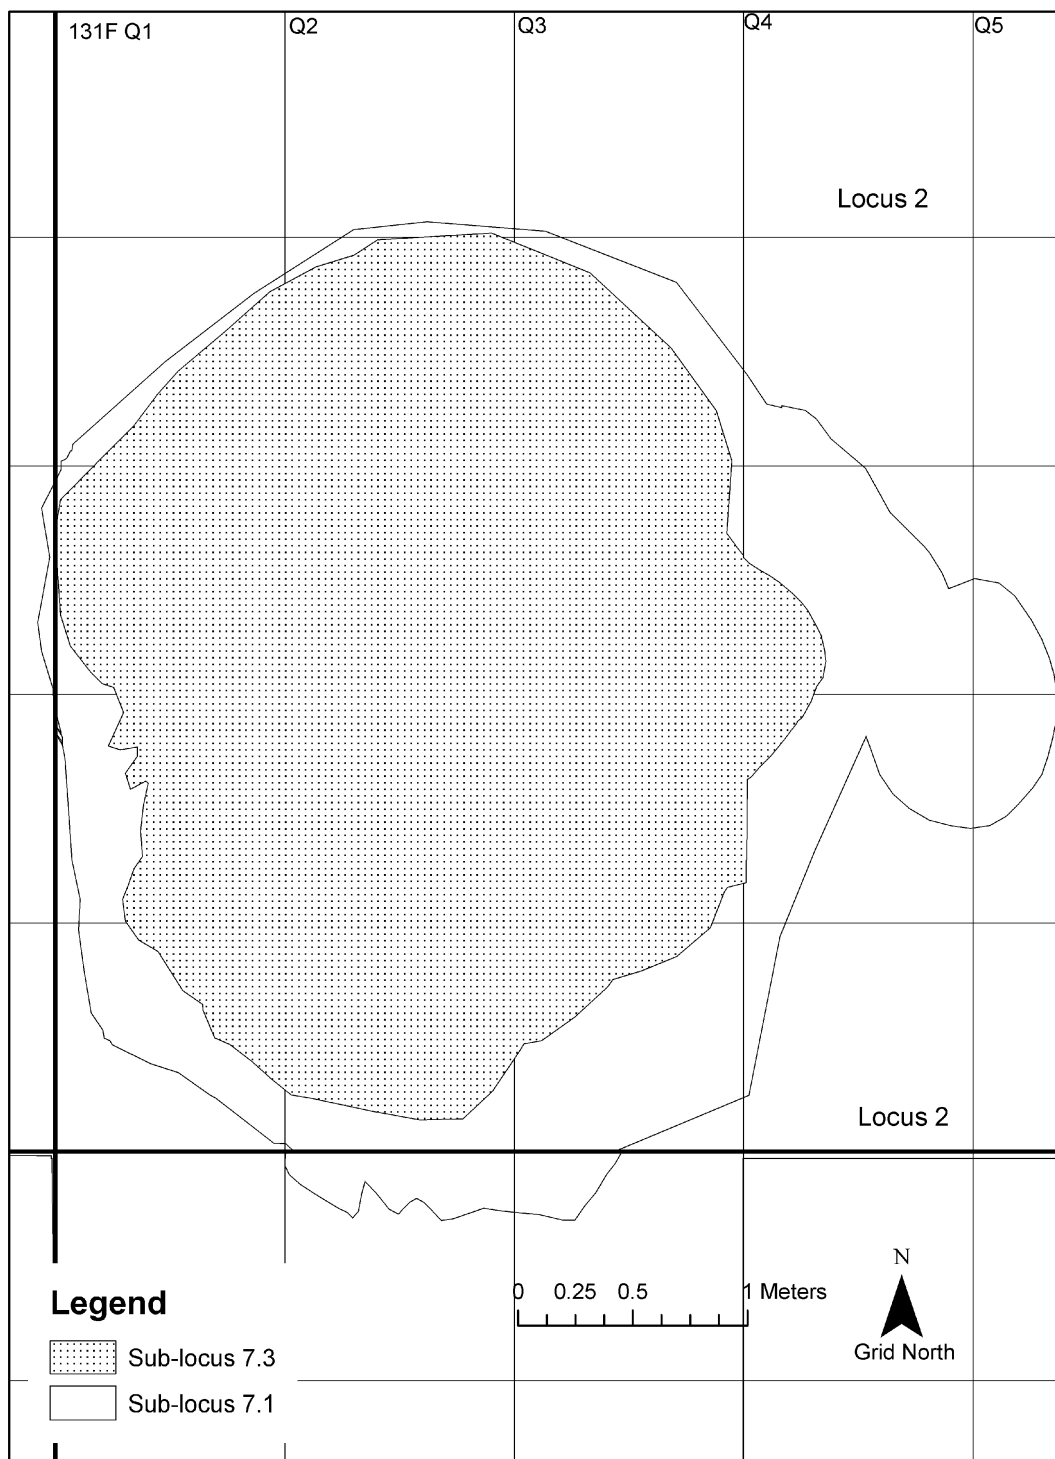 131F Q1
Q2
Q3
Q4
Q5
Locus 2
Locus 2
N
0 0.25 0.5 1 Meters
Grid North
Legend
Sub-locus 7.3
Sub-locus 7.1